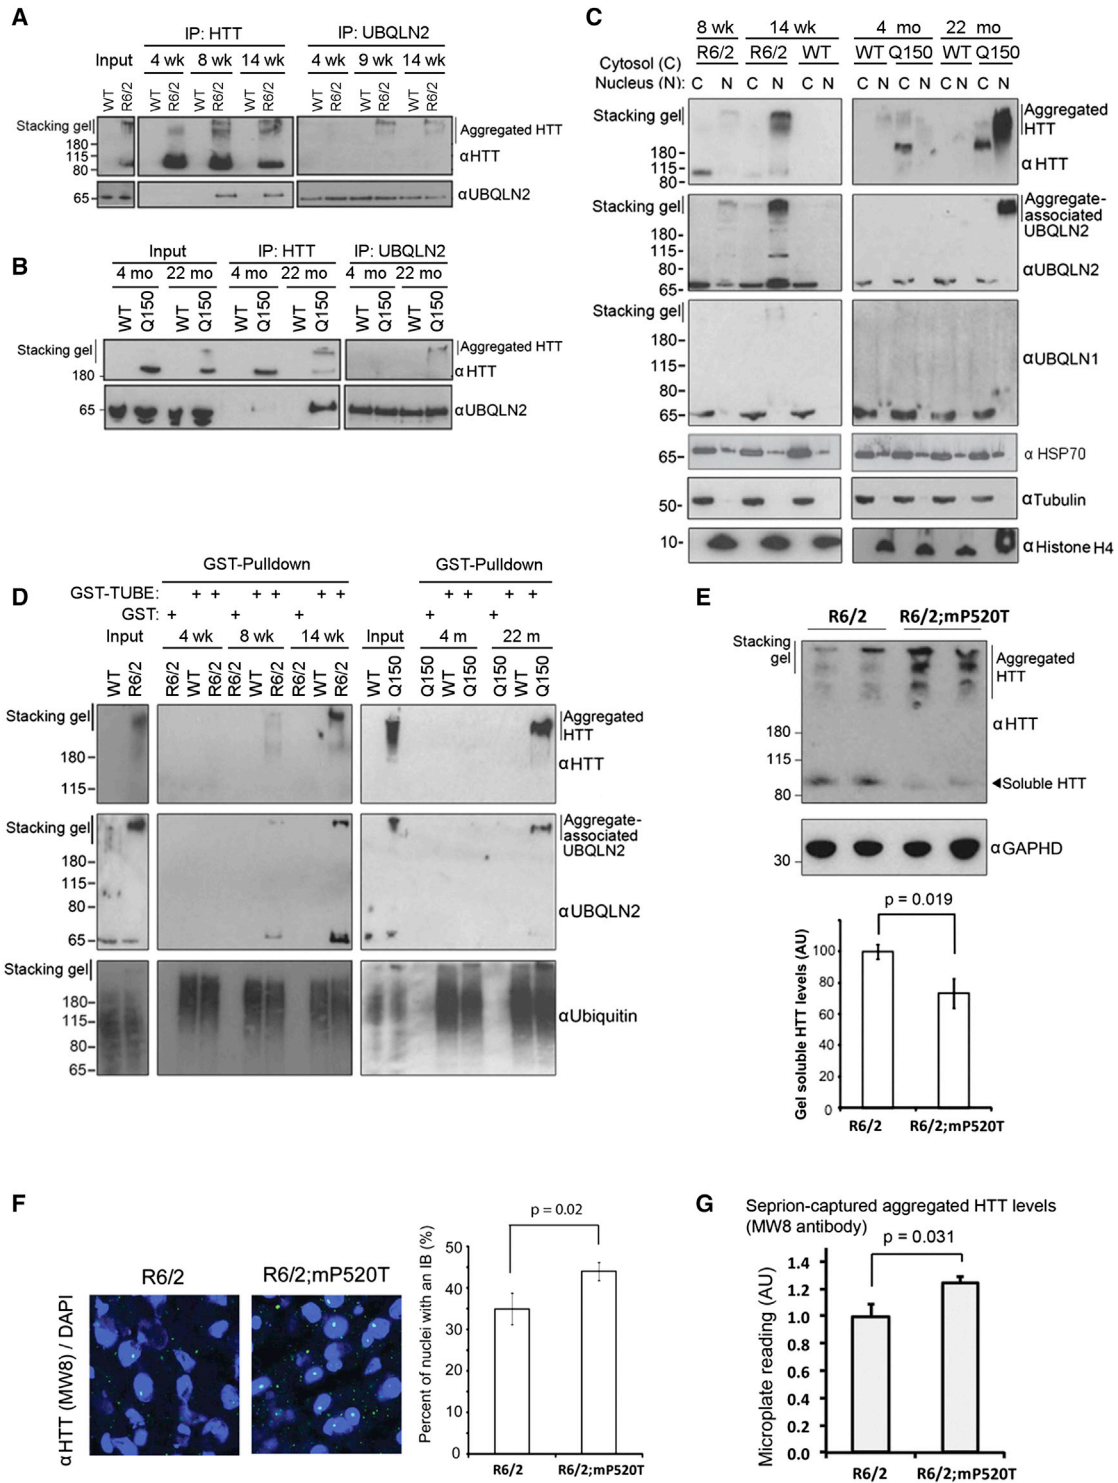 A
IP: HTT
IP: UBQLN2
Input
4 wk
8 wk
14 wk
4 wk
9 wk
14 wk
WT
R6/2
WT
R6/2
WT
R6/2
WT
R6/2
WT
R6/2
WT
R6/2
WT
R6/2
Stacking gel
180
115
80
Aggregated HTT
αHTT
65
αUBQLN2
B
Input
IP: HTT
IP: UBQLN2
4 mo
22 mo
4 mo
22 mo
4 mo
22 mo
WT
Q150
WT
Q150
WT
Q150
WT
Q150
WT
Q150
WT
Q150
Stacking gel
180
Aggregated HTT
αHTT
65
αUBQLN2
C
8 wk
14 wk
4 mo
22 mo
R6/2
R6/2
WT
WT
Q150
WT
Q150
Cytosol (C)
Nucleus (N):
C N C N C N C N C N C N C N
Stacking gel
180
115
80
Aggregated
HTT
αHTT
Stacking gel
180
115
80
65
Aggregate-
associated
UBQLN2
αUBQLN2
Stacking gel
180
115
80
65
αUBQLN1
65
αHSP70
50
αTubulin
10
αHistone H4
D
GST-Pulldown
GST-Pulldown
GST-TUBE: + + + + + + + + + +
GST: + + + + +
Input
4 wk
8 wk
14 wk
Input
4 m
22 m
WT
R6/2
R6/2
WT
R6/2
R6/2
WT
R6/2
R6/2
WT
R6/2
WT
Q150
Q150
WT
Q150
Q150
WT
Q150
Stacking gel
180
115
Aggregated
HTT
αHTT
Stacking gel
180
115
80
65
Aggregate-
associated
UBQLN2
αUBQLN2
Stacking gel
180
115
80
65
αUbiquitin
E
R6/2
R6/2;mP520T
Stacking
gel
180
115
80
Aggregated
HTT
αHTT
Soluble HTT
30
αGAPHD
p = 0.019
Gel soluble HTT levels (AU)
100
80
60
40
20
0
R6/2
R6/2;mP520T
F
R6/2
R6/2;mP520T
αHTT (MW8) / DAPI
p = 0.02
Percent of nuclei with an IB (%)
50
40
30
20
10
0
R6/2
R6/2;mP520T
G
Seprion-captured aggregated HTT levels
(MW8 antibody)
p = 0.031
Microplate reading (AU)
1.4
1.2
1.0
0.8
0.6
0.4
0.2
0.0
R6/2
R6/2;mP520T